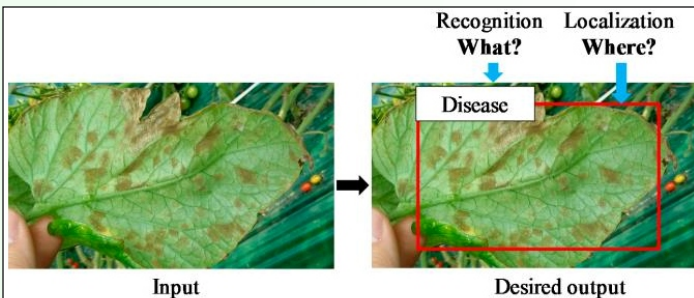 Recognition
What?
Localization
Where?
Disease
Input
Desired output